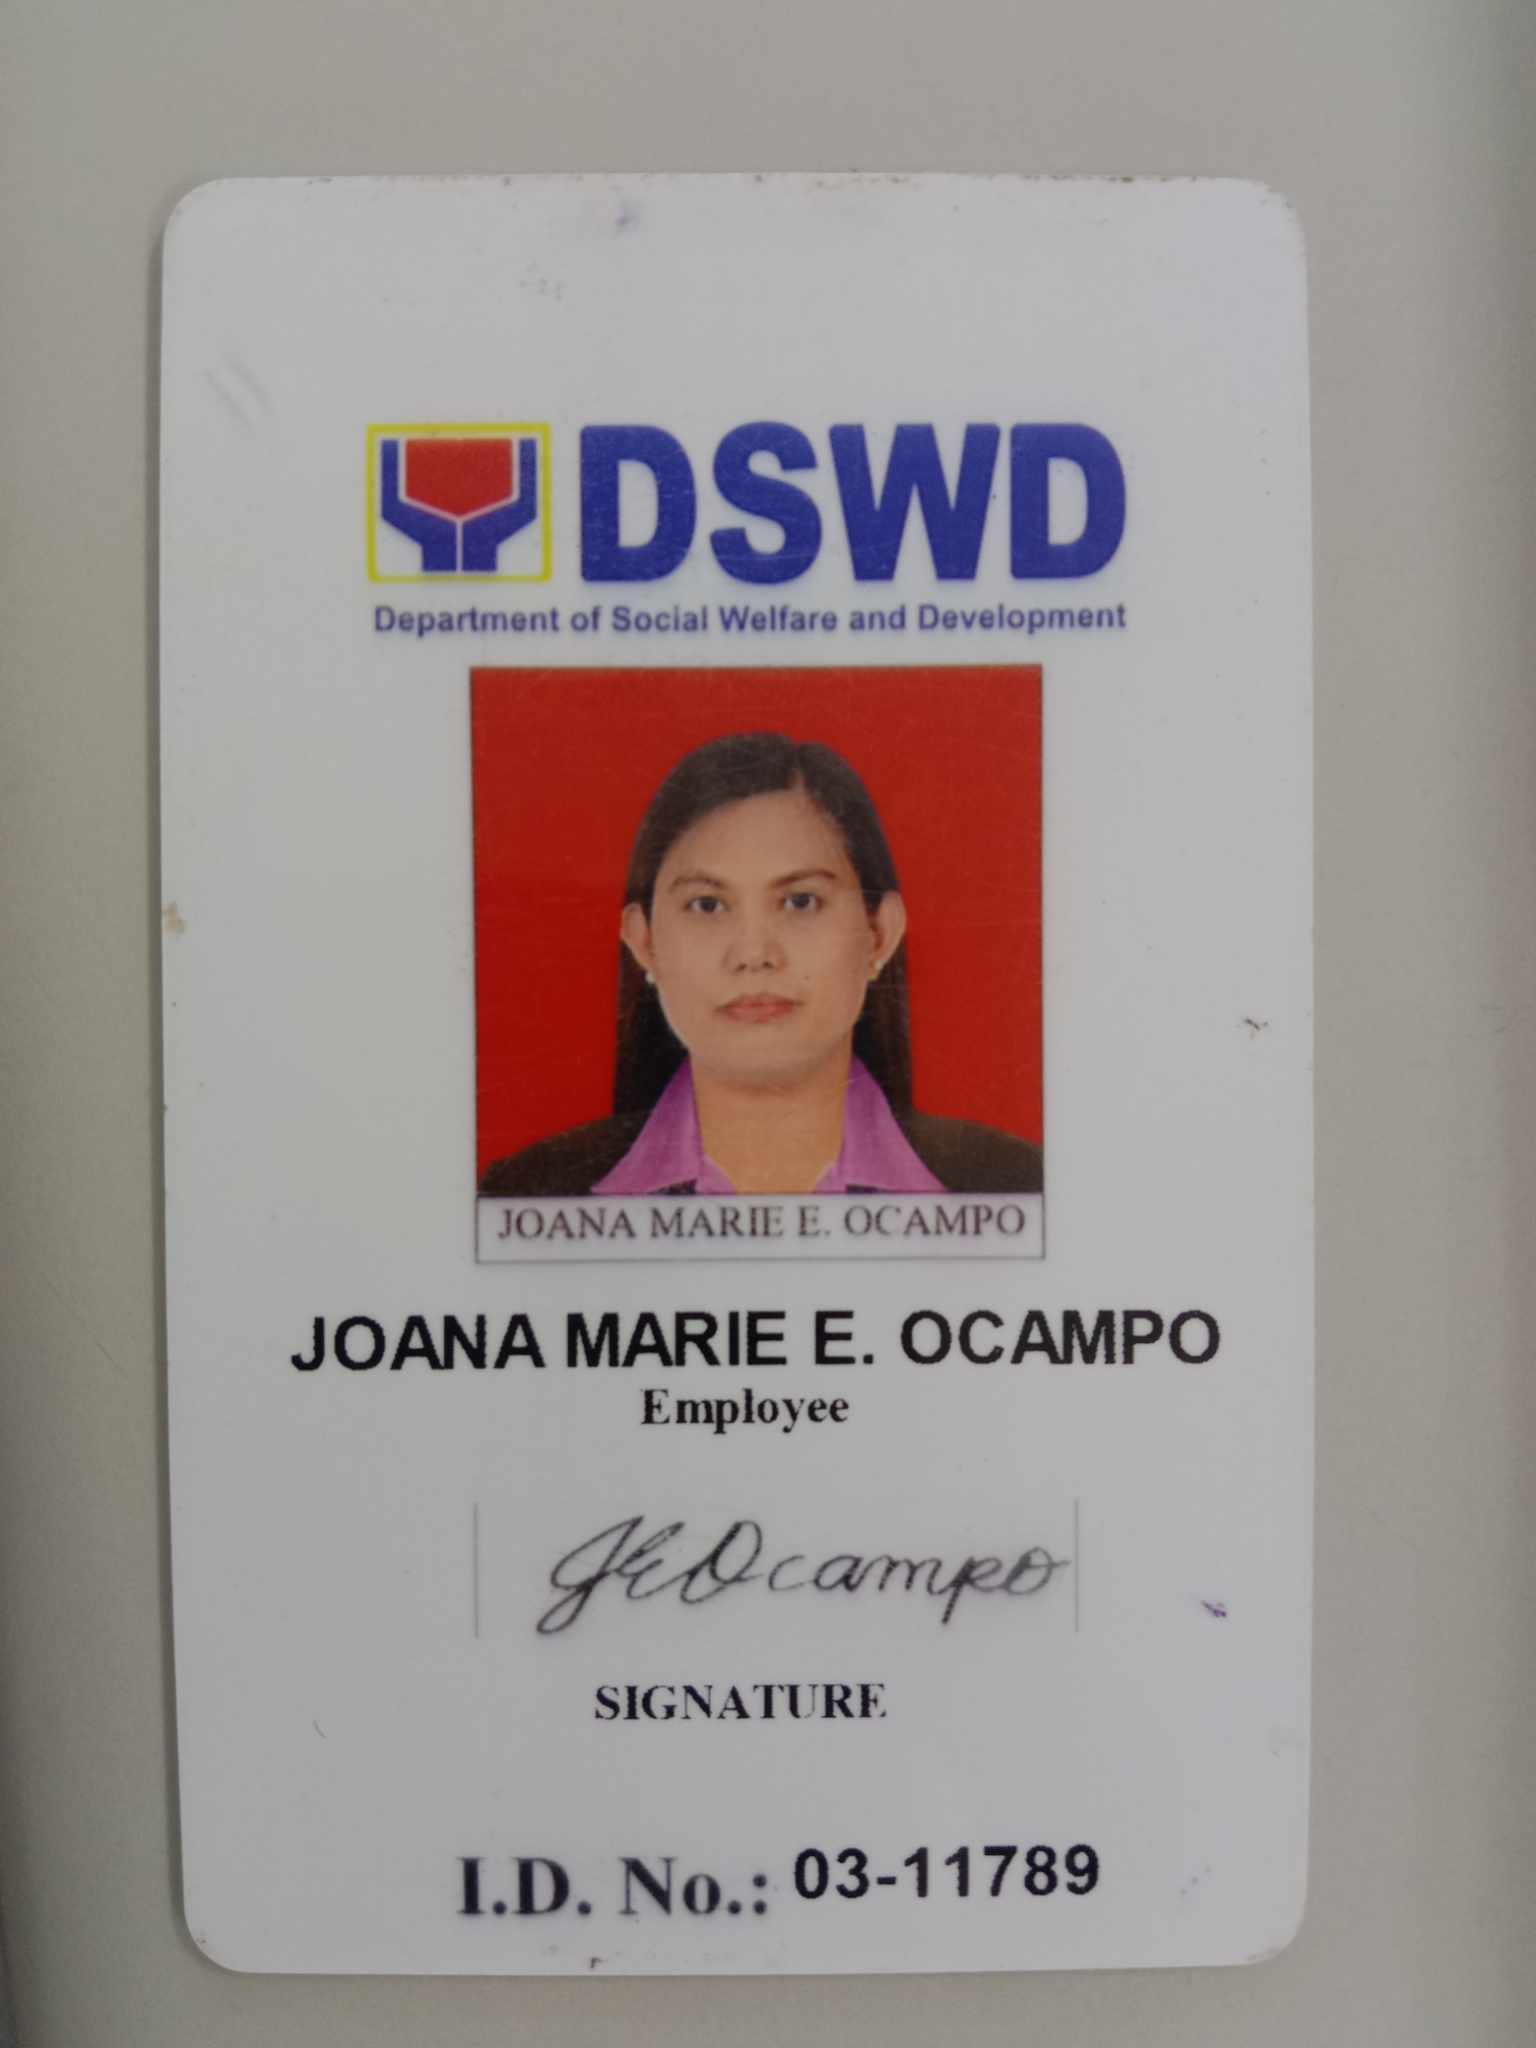 DSWD
Department of Social Welfare and Development
JOANA MARIE E. OCAMPO
JOANA MARIE E. OCAMPO
Employee
JEOcampo
SIGNATURE
I.D. No.: 03-11789